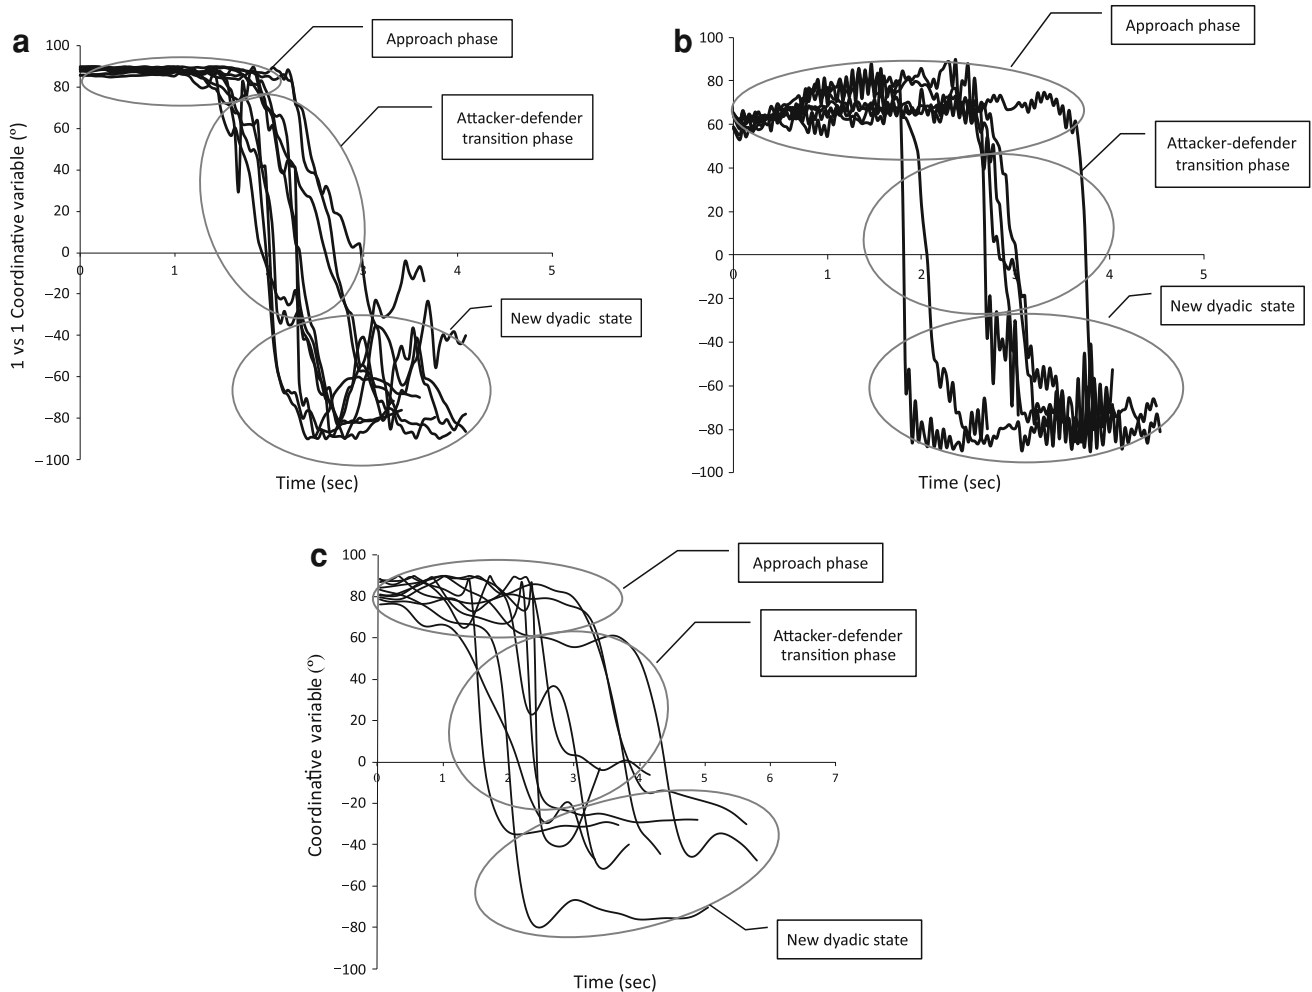 a
Approach phase
Attacker-defender
transition phase
New dyadic state
1 vs 1 Coordinative variable (º)
100
80
60
40
20
0
−20
−40
−60
−80
−100
0 1 2 3 4 5
Time (sec)
b
Approach phase
Attacker-defender
transition phase
New dyadic state
100
80
60
40
20
0
−20
−40
−60
−80
−100
0 1 2 3 4 5
Time (sec)
c
Approach phase
Attacker-defender
transition phase
New dyadic state
Coordinative variable (º)
100
80
60
40
20
0
−20
−40
−60
−80
−100
0 1 2 3 4 5 6 7
Time (sec)